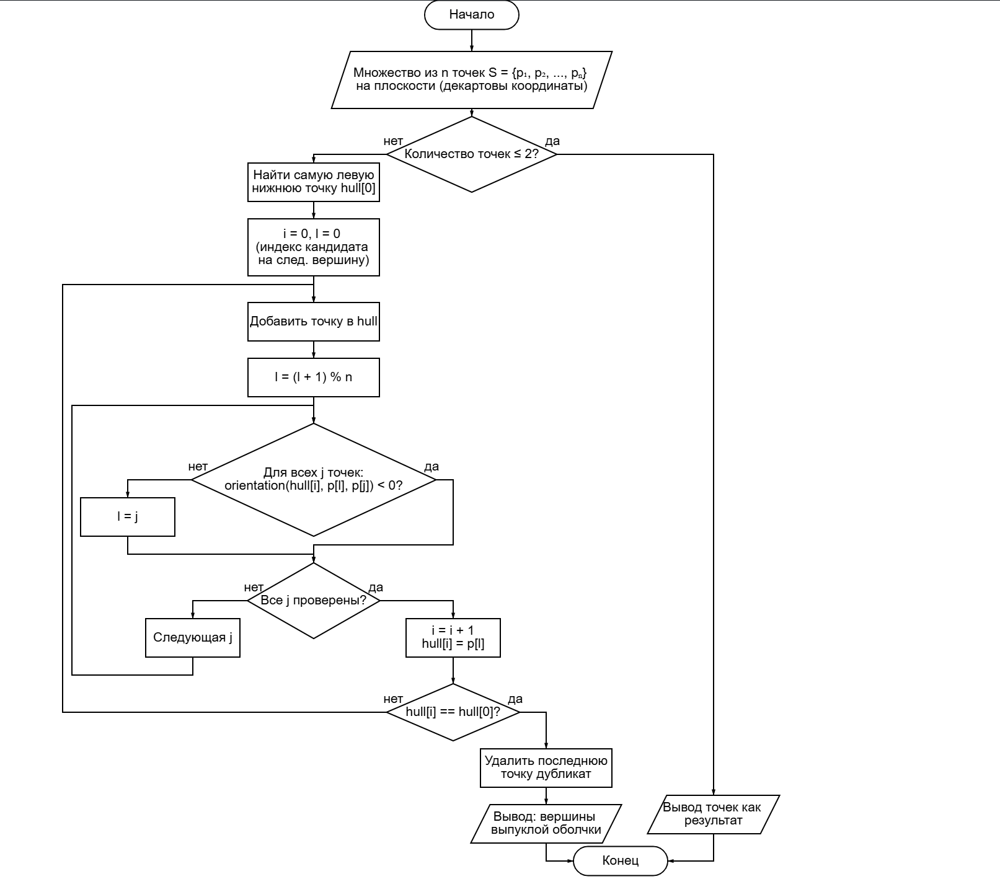 Начало
Множество из n точек S = {p₁, p₂, ..., pₙ}
на плоскости (декартовы координаты)
нет
да
Количество точек ≤ 2?
Найти самую левую
нижнюю точку hull[0]
i = 0, l = 0
(индекс кандидата
на след. вершину)
Добавить точку в hull
l = (l + 1) % n
нет
да
Для всех j точек:
orientation(hull[i], p[l], p[j]) < 0?
l = j
нет
да
Все j проверены?
Следующая j
i = i + 1
hull[i] = p[l]
нет
да
hull[i] == hull[0]?
Удалить последнюю
точку дубликат
Вывод: вершины
выпуклой оболчки
Вывод точек как
результат
Конец